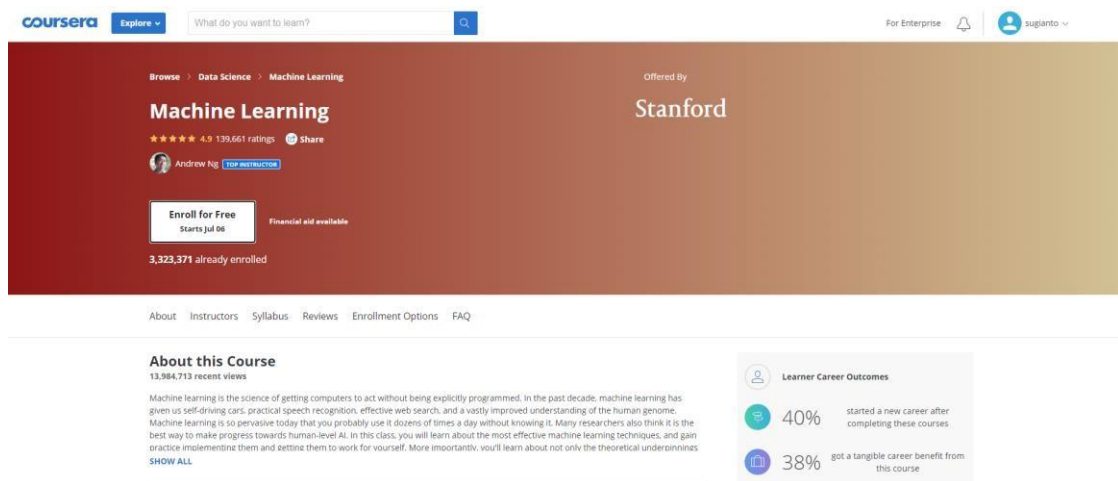 coursera Explore What do you want to learn? For Enterprise sugianto
Browse > Data Science > Machine Learning
Offered By
Machine Learning
Stanford
4.9 139,661 ratings Share
Andrew Ng TOP INSTRUCTOR
Enroll for Free
Starts Jul 06
Financial aid available
3,323,371 already enrolled
About Instructors Syllabus Reviews Enrollment Options FAQ
About this Course
13,984,713 recent views
Machine learning is the science of getting computers to act without being explicitly programmed. In the past decade, machine learning has
given us self-driving cars, practical speech recognition, effective web search, and a vastly improved understanding of the human genome.
Machine learning is so pervasive today that you probably use it dozens of times a day without knowing it. Many researchers also think it is the
best way to make progress towards human-level AI. In this class, you will learn about the most effective machine learning techniques, and gain
practice implementing them and getting them to work for yourself. More importantly, you'll learn about not only the theoretical underpinnings
SHOW ALL
Learner Career Outcomes
40%
started a new career after
completing these courses
38%
got a tangible career benefit from
this course